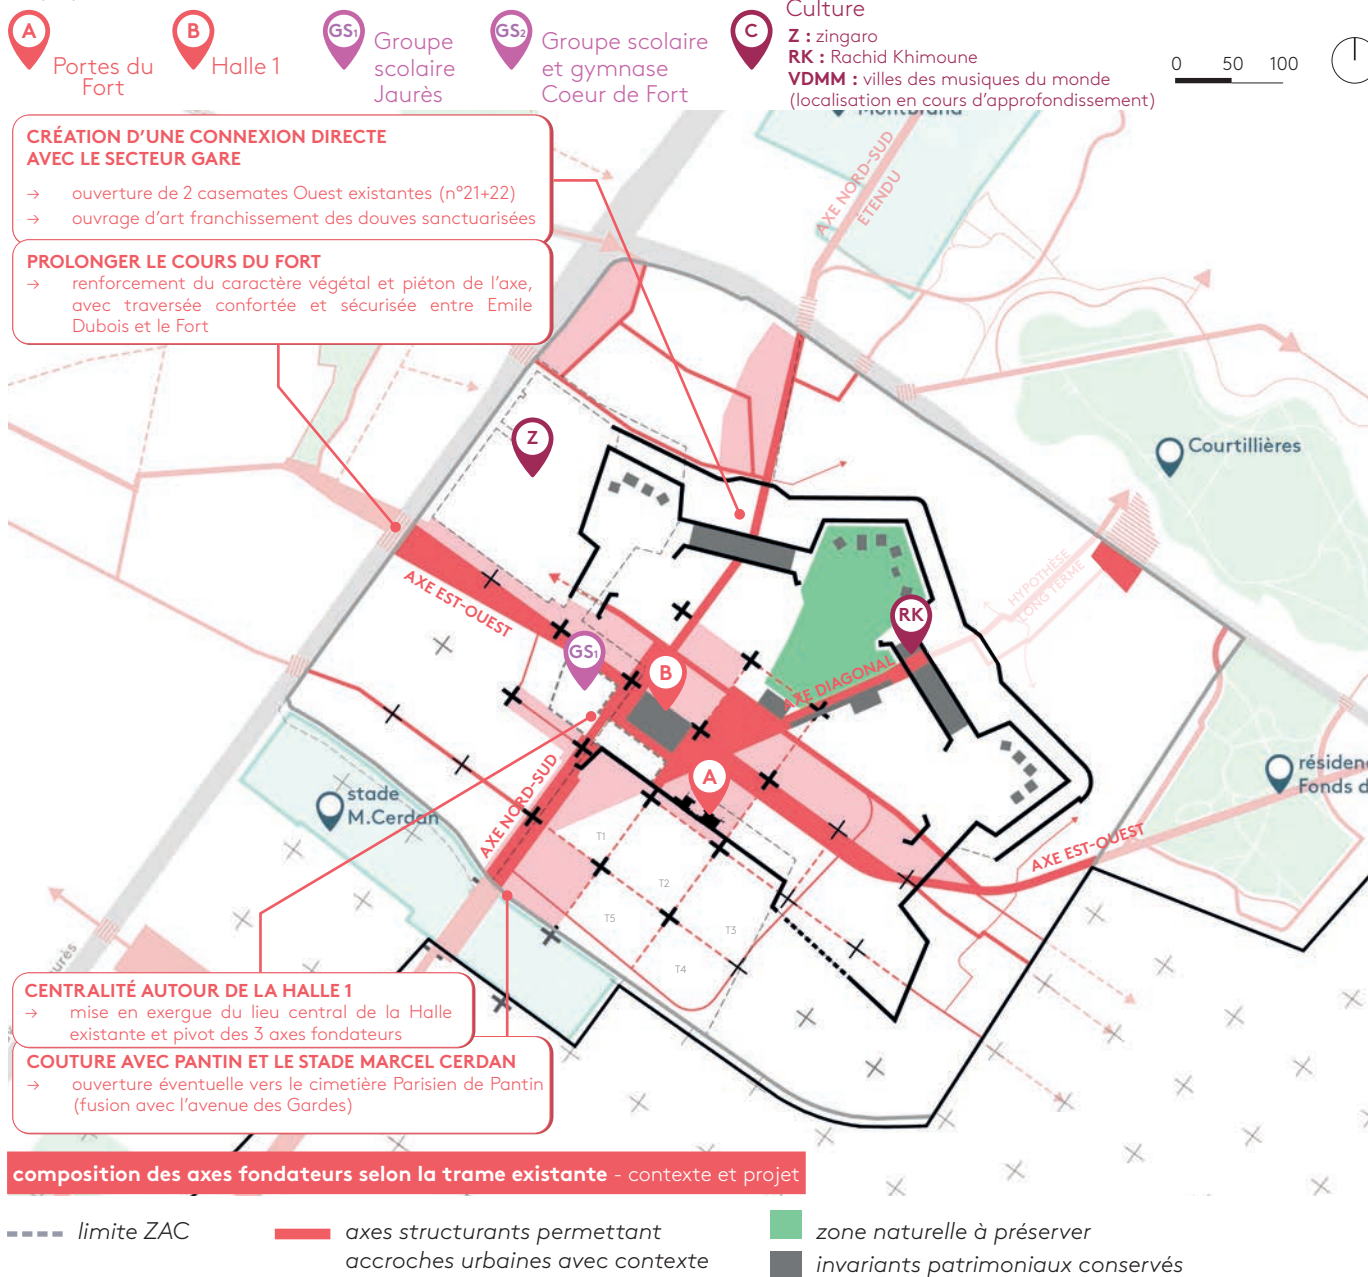 A
Portes du
Fort
B
Halle 1
GS1
Groupe
scolaire
Jaurès
GS2
Groupe scolaire
et gymnase
Coeur de Fort
C
Culture
Z : zingaro
RK : Rachid Khimoune
VDMM : villes des musiques du monde
(localisation en cours d'approfondissement)
0 50 100
CRÉATION D'UNE CONNEXION DIRECTE
AVEC LE SECTEUR GARE
→ ouverture de 2 casemates Ouest existantes (n°21+22)
→ ouvrage d'art franchissement des douves sanctuarisées
PROLONGER LE COURS DU FORT
→ renforcement du caractère végétal et piéton de l'axe,
avec traversée confortée et sécurisée entre Emile
Dubois et le Fort
AXE NORD-SUD
ÉTENDU
Z
Courtillières
HYPOTHÈSE
LONG TERME
AXE EST-OUEST
RK
GS1
B
AXE DIAGONAL
A
AXE NORD-SUD
stade
M.Cerdan
résiden
Fonds d
AXE EST-OUEST
T1
T2
T5
T3
T4
urès
CENTRALITÉ AUTOUR DE LA HALLE 1
→ mise en exergue du lieu central de la Halle
existante et pivot des 3 axes fondateurs
COUTURE AVEC PANTIN ET LE STADE MARCEL CERDAN
→ ouverture éventuelle vers le cimetière Parisien de Pantin
(fusion avec l'avenue des Gardes)
composition des axes fondateurs selon la trame existante - contexte et projet
limite ZAC
axes structurants permettant
accroches urbaines avec contexte
zone naturelle à préserver
invariants patrimoniaux conservés